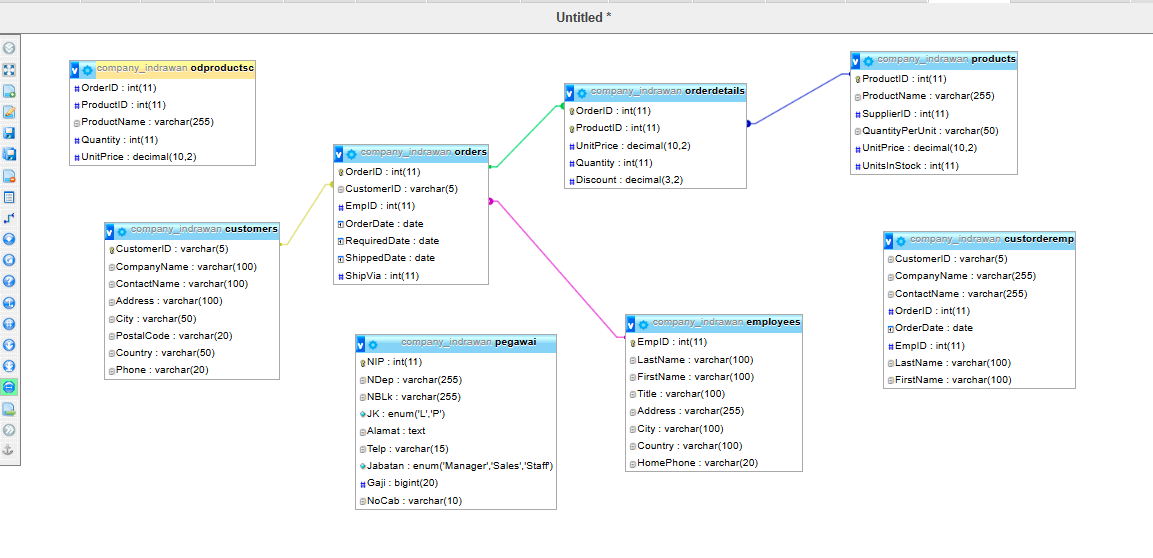 Untitled *
company_indrawan odproductsc
OrderID : int(11)
ProductID : int(11)
ProductName : varchar(255)
Quantity : int(11)
UnitPrice : decimal(10,2)
company_indrawan customers
CustomerID : varchar(5)
CompanyName : varchar(100)
ContactName : varchar(100)
Address : varchar(100)
City : varchar(50)
PostalCode : varchar(20)
Country : varchar(50)
Phone : varchar(20)
company_indrawan orders
OrderID : int(11)
CustomerID : varchar(5)
EmpID : int(11)
OrderDate : date
RequiredDate : date
ShippedDate : date
ShipVia : int(11)
company_indrawan pegawai
NIP : int(11)
NDep : varchar(255)
NBLk : varchar(255)
JK : enum('L','P')
Alamat : text
Telp : varchar(15)
Jabatan : enum('Manager','Sales','Staff')
Gaji : bigint(20)
NoCab : varchar(10)
company_indrawan orderdetails
OrderID : int(11)
ProductID : int(11)
UnitPrice : decimal(10,2)
Quantity : int(11)
Discount : decimal(3,2)
company_indrawan employees
EmpID : int(11)
LastName : varchar(100)
FirstName : varchar(100)
Title : varchar(100)
Address : varchar(255)
City : varchar(100)
Country : varchar(100)
HomePhone : varchar(20)
company_indrawan products
ProductID : int(11)
ProductName : varchar(255)
SupplierID : int(11)
QuantityPerUnit : varchar(50)
UnitPrice : decimal(10,2)
UnitsInStock : int(11)
company_indrawan custorderemp
CustomerID : varchar(5)
CompanyName : varchar(255)
ContactName : varchar(255)
OrderID : int(11)
OrderDate : date
EmpID : int(11)
LastName : varchar(100)
FirstName : varchar(100)